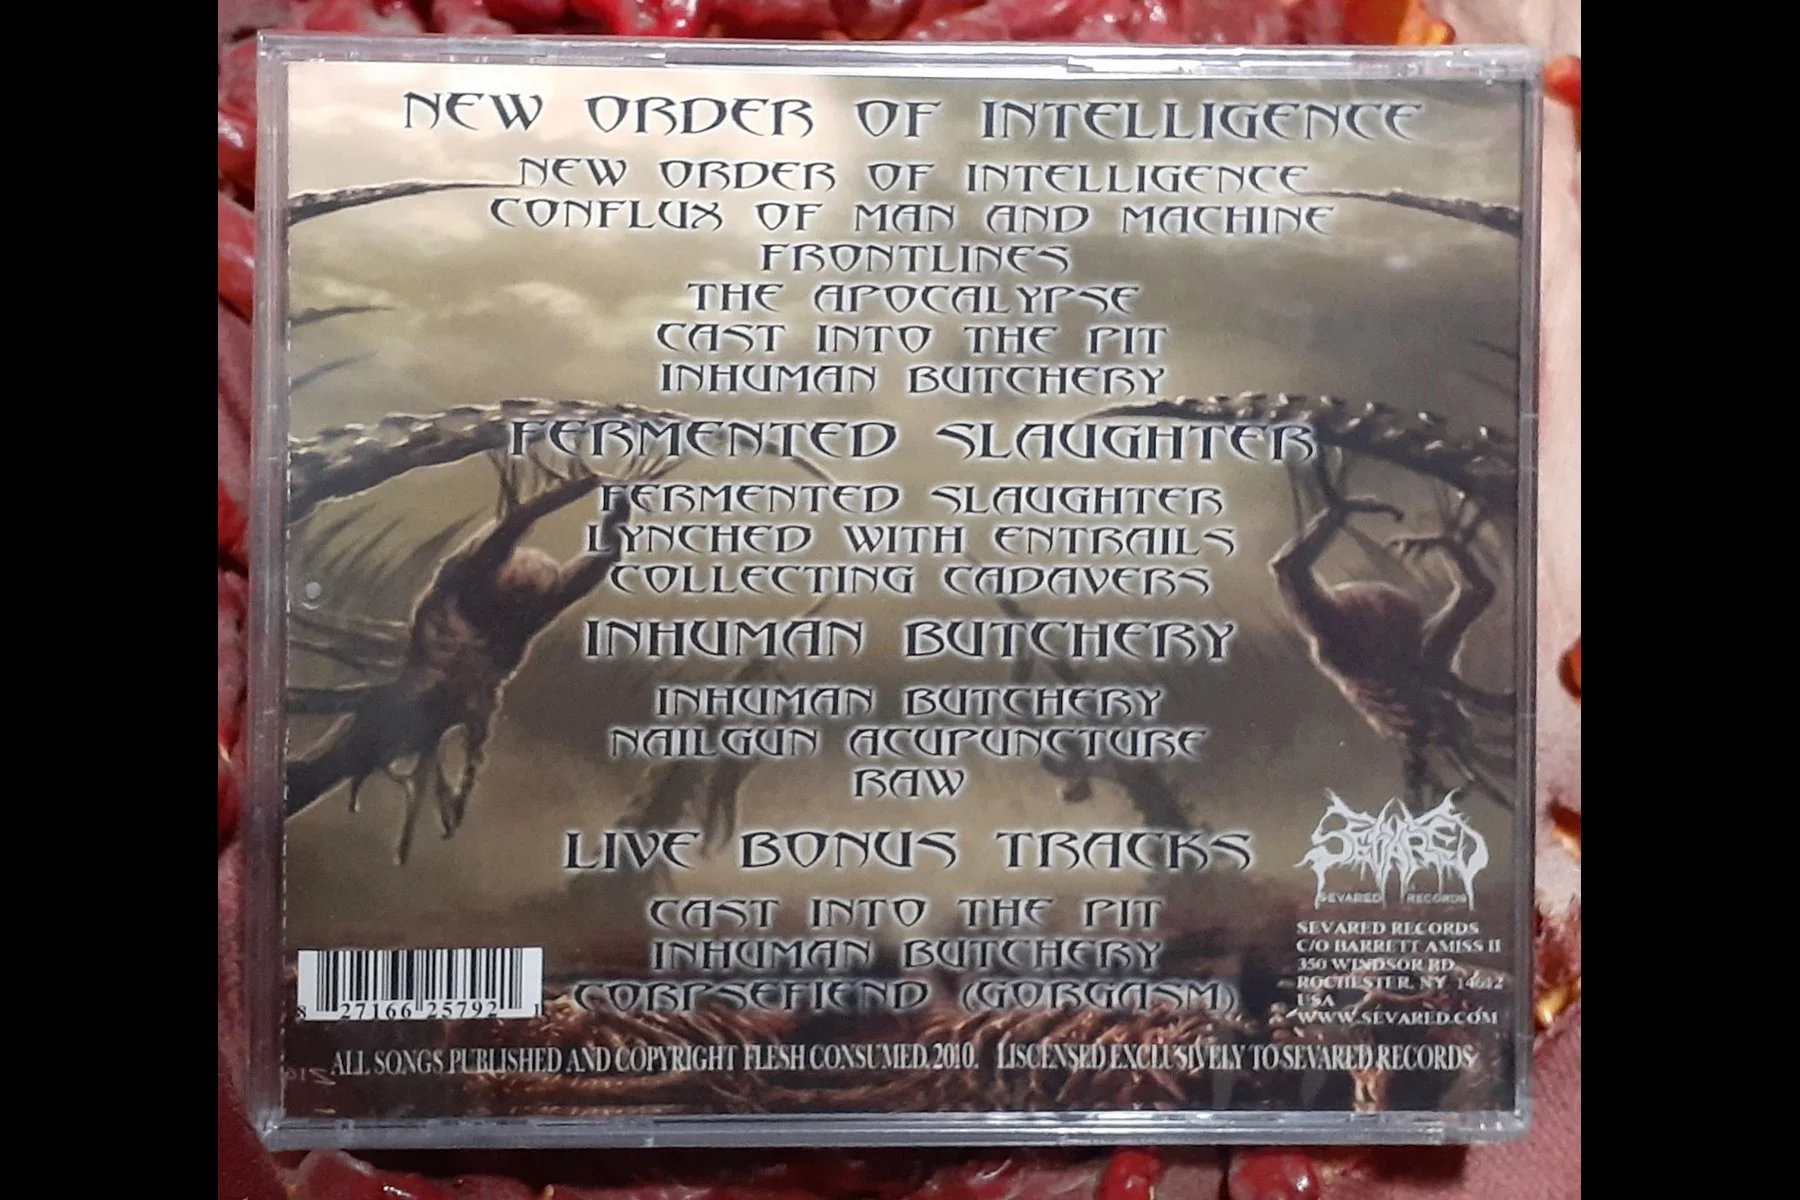 NEW ORDER OF INTELLIGENCE
NEW ORDER OF INTELLIGENCE
CONFLUX OF MAN AND MACHINE
FRONTLINES
THE APOCALYPSE
CAST INTO THE PIT
INHUMAN BUTCHERY
FERMENTED SLAUGHTER
FERMENTED SLAUGHTER
LYNCHED WITH ENTRAILS
COLLECTING CADAVERS
INHUMAN BUTCHERY
INHUMAN BUTCHERY
NAILGUN ACUPUNCTURE
RAW
LIVE BONUS TRACKS
CAST INTO THE PIT
INHUMAN BUTCHERY
CORPSEFIEND (GORGASM)
SEVARED
SEVARED RECORDS
SEVARED RECORDS
C/O BARRETT AMISS II
350 WINDSOR RD.
ROCHESTER, NY 14612
USA
WWW.SEVARED.COM
8 27166 25792 1
ALL SONGS PUBLISHED AND COPYRIGHT FLESH CONSUMED, 2010. LISCENSED EXCLUSIVELY TO SEVARED RECORDS